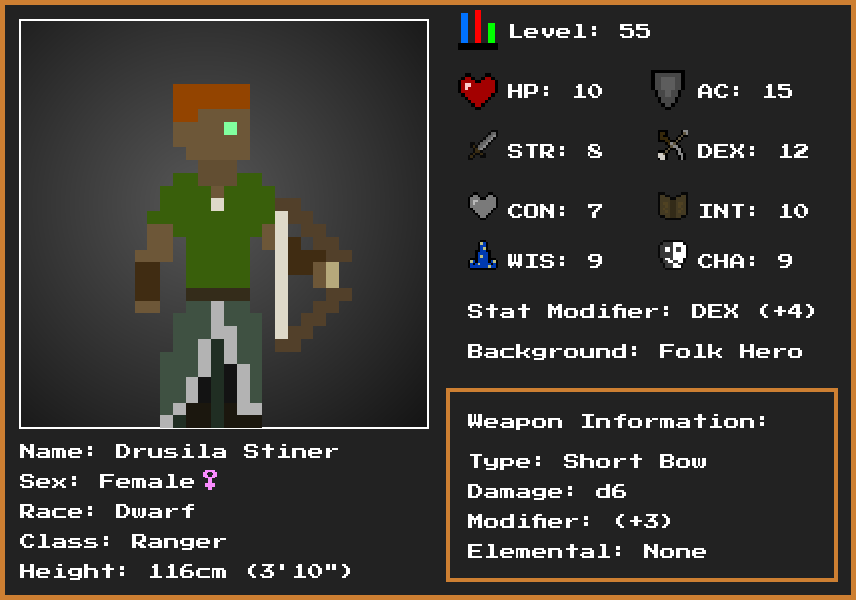 Level: 55
HP: 10
AC: 15
STR: 8
DEX: 12
CON: 7
INT: 10
WIS: 9
CHA: 9
Stat Modifier: DEX (+4)
Background: Folk Hero
Weapon Information:
Type: Short Bow
Damage: d6
Modifier: (+3)
Elemental: None
Name: Drusila Stiner
Sex: Female♀
Race: Dwarf
Class: Ranger
Height: 116cm (3'10")